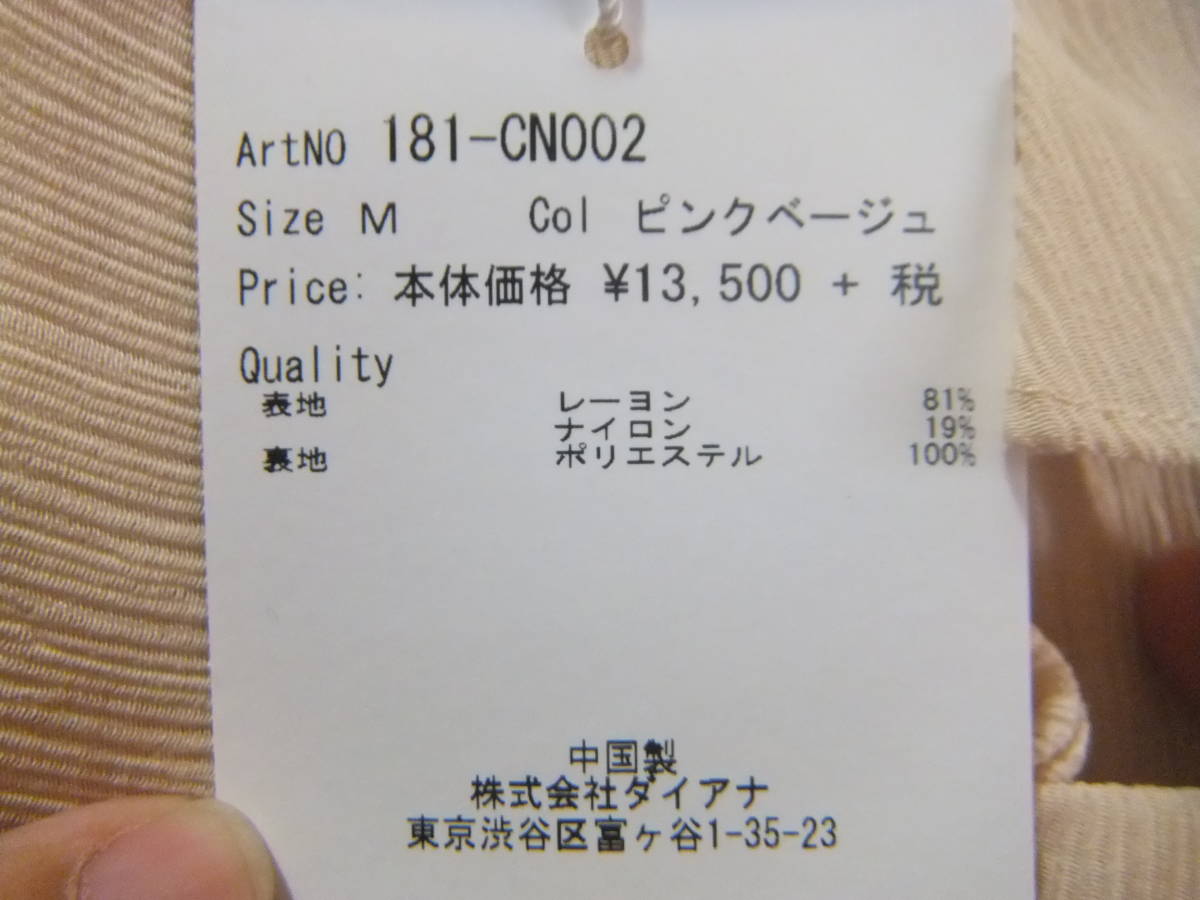 ArtNO 181-CN002
Size M Col ピンクベージュ
Price: 本体価格 ¥13,500 + 税
Quality
表地 レーヨン 81%
ナイロン 19%
裏地 ポリエステル 100%
中国製
株式会社ダイアナ
東京渋谷区富ヶ谷1-35-23